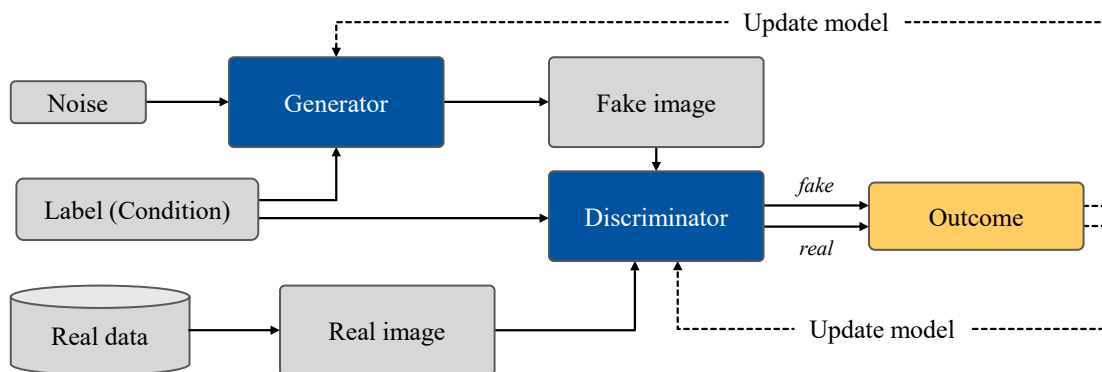 Update model
Noise
Generator
Fake image
Label (Condition)
Discriminator
fake
real
Outcome
Real data
Real image
Update model